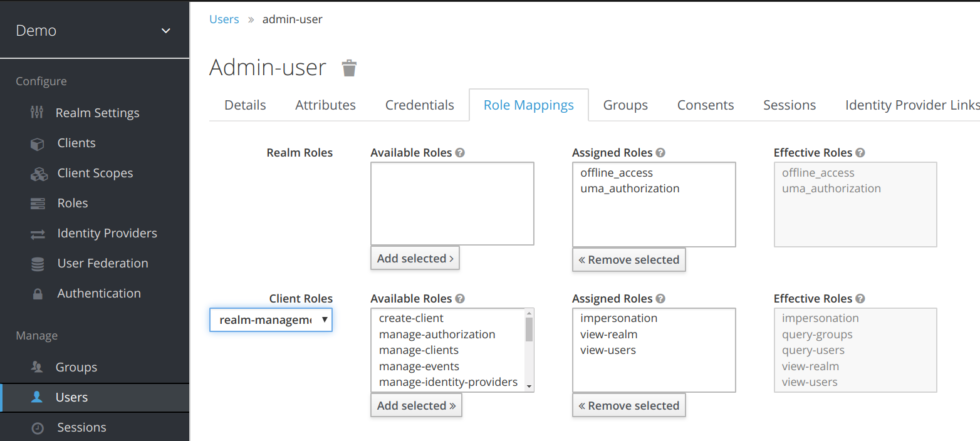 Demo
Configure
Realm Settings
Clients
Client Scopes
Roles
Identity Providers
User Federation
Authentication
Manage
Groups
Users
Sessions
Users » admin-user
Admin-user
Details Attributes Credentials Role Mappings Groups Consents Sessions Identity Provider Links
Realm Roles
Available Roles
Add selected >
Assigned Roles
offline_access
uma_authorization
« Remove selected
Effective Roles
offline_access
uma_authorization
Client Roles
realm-managem
Available Roles
create-client
manage-authorization
manage-clients
manage-events
manage-identity-providers
Add selected »
Assigned Roles
impersonation
view-realm
view-users
« Remove selected
Effective Roles
impersonation
query-groups
query-users
view-realm
view-users